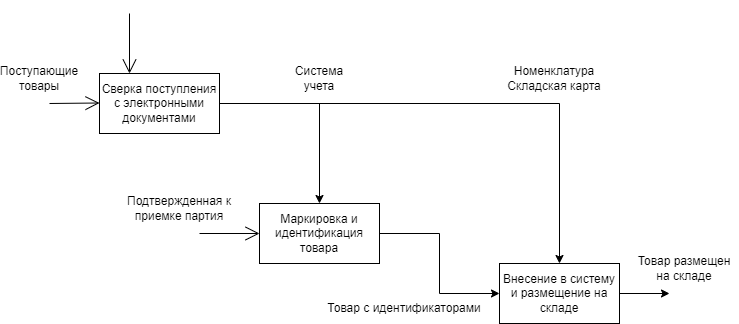 Поступающие
товары
Сверка поступления
с электронными
документами
Система
учета
Номенклатура
Складская карта
Подтвержденная к
приемке партия
Маркировка и
идентификация
товара
Товар с идентификаторами
Внесение в систему
и размещение на
складе
Товар размещен
на складе